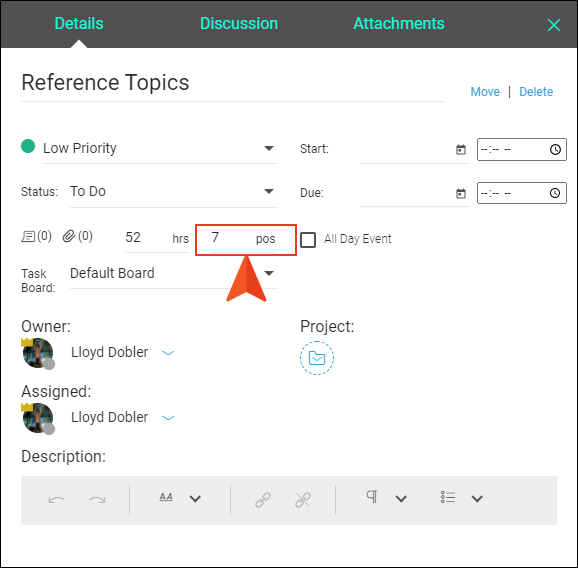 Details Discussion Attachments
Reference Topics
Move | Delete
Low Priority Start: --:-- --
Status: To Do Due: --:-- --
(0) (0) 52 hrs 7 pos All Day Event
Task Board: Default Board
Owner: Project:
Lloyd Dobler
Assigned:
Lloyd Dobler
Description:
AA